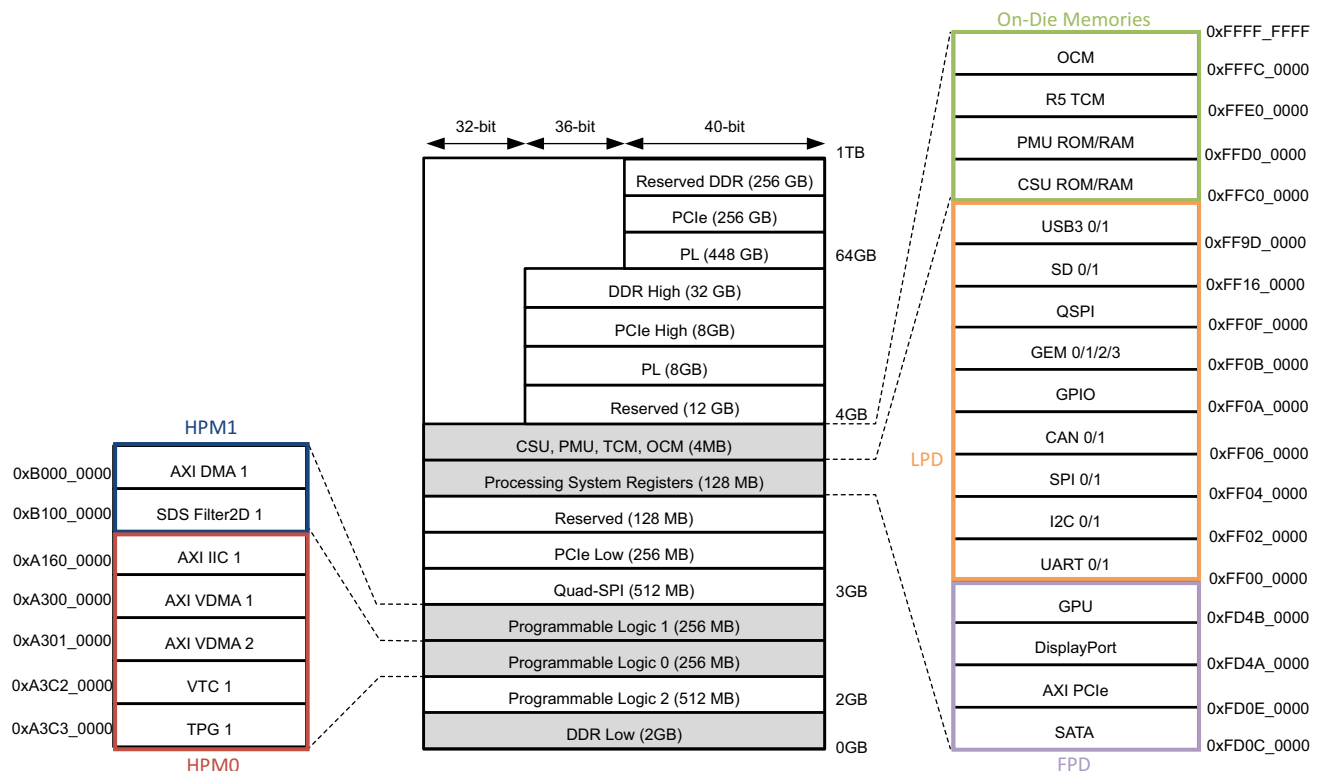 On-Die Memories
0xFFFF_FFFF
OCM
0xFFFC_0000
R5 TCM
0xFFE0_0000
PMU ROM/RAM
0xFFD0_0000
CSU ROM/RAM
0xFFC0_0000
USB3 0/1
0xFF9D_0000
SD 0/1
0xFF16_0000
QSPI
0xFF0F_0000
GEM 0/1/2/3
0xFF0B_0000
GPIO
0xFF0A_0000
CAN 0/1
0xFF06_0000
LPD
SPI 0/1
0xFF04_0000
I2C 0/1
0xFF02_0000
UART 0/1
0xFF00_0000
GPU
0xFD4B_0000
DisplayPort
0xFD4A_0000
AXI PCIe
0xFD0E_0000
SATA
0xFD0C_0000
FPD
32-bit 36-bit 40-bit
1TB
Reserved DDR (256 GB)
PCIe (256 GB)
PL (448 GB)
64GB
DDR High (32 GB)
PCIe High (8GB)
PL (8GB)
Reserved (12 GB)
4GB
CSU, PMU, TCM, OCM (4MB)
Processing System Registers (128 MB)
Reserved (128 MB)
PCIe Low (256 MB)
Quad-SPI (512 MB)
3GB
Programmable Logic 1 (256 MB)
Programmable Logic 0 (256 MB)
Programmable Logic 2 (512 MB)
2GB
DDR Low (2GB)
0GB
HPM1
0xB000_0000
AXI DMA 1
0xB100_0000
SDS Filter2D 1
0xA160_0000
AXI IIC 1
0xA300_0000
AXI VDMA 1
0xA301_0000
AXI VDMA 2
0xA3C2_0000
VTC 1
0xA3C3_0000
TPG 1
HPM0